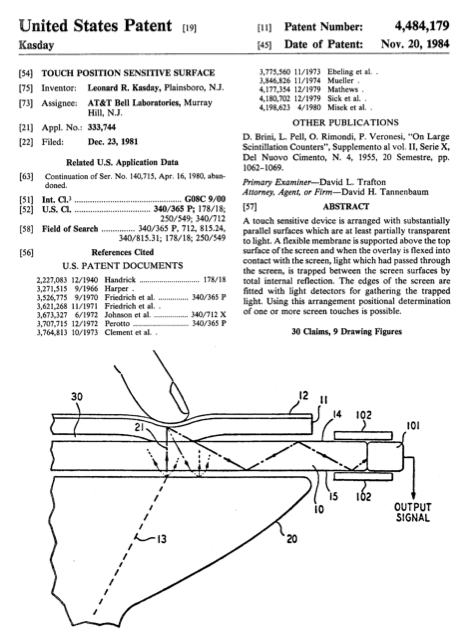 United States Patent [19]
Kasday
[11] Patent Number: 4,484,179
[45] Date of Patent: Nov. 20, 1984
[54] TOUCH POSITION SENSITIVE SURFACE
[75] Inventor: Leonard R. Kasday, Plainsboro, N.J.
[73] Assignee: AT&T Bell Laboratories, Murray
Hill, N.J.
[21] Appl. No.: 333,744
[22] Filed: Dec. 23, 1981
Related U.S. Application Data
[63] Continuation of Ser. No. 140,715, Apr. 16, 1980, aban-
doned.
[51] Int. Cl.³ ............................ G08C 9/00
[52] U.S. Cl. ............................ 340/365 P; 178/18;
250/549; 340/712
[58] Field of Search ................ 340/365 P, 712, 815.24,
340/815.31; 178/18; 250/549
[56] References Cited
U.S. PATENT DOCUMENTS
2,227,083 12/1940 Handrick ............................ 178/18
3,271,515 9/1966 Harper .
3,526,775 9/1970 Friedrich et al. ................ 340/365 P
3,621,268 11/1971 Friedrich et al. .
3,673,327 6/1972 Johnson et al. ................ 340/712 X
3,707,715 12/1972 Perotto ................ 340/365 P
3,764,813 10/1973 Clement et al. .
3,775,560 11/1973 Ebeling et al. .
3,846,826 11/1974 Mueller .
4,177,354 12/1979 Mathews .
4,180,702 12/1979 Sick et al. .
4,198,623 4/1980 Misek et al. .
OTHER PUBLICATIONS
D. Brini, L. Pell, O. Rimondi, P. Veronesi, "On Large
Scintillation Counters", Supplemento al vol. II, Serie X,
Del Nuovo Cimento, N. 4, 1955, 20 Semestre, pp.
1062-1069.
Primary Examiner—David L. Trafton
Attorney, Agent, or Firm—David H. Tannenbaum
[57] ABSTRACT
A touch sensitive device is arranged with substantially
parallel surfaces which are at least partially transparent
to light. A flexible membrane is supported above the top
surface of the screen and when the overlay is flexed into
contact with the screen, light which had passed through
the screen, is trapped between the screen surfaces by
total internal reflection. The edges of the screen are
fitted with light detectors for gathering the trapped
light. Using this arrangement positional determination
of one or more screen touches is possible.
30 Claims, 9 Drawing Figures
30
21
12
11
14
102
101
15
10
102
OUTPUT
SIGNAL
13
20